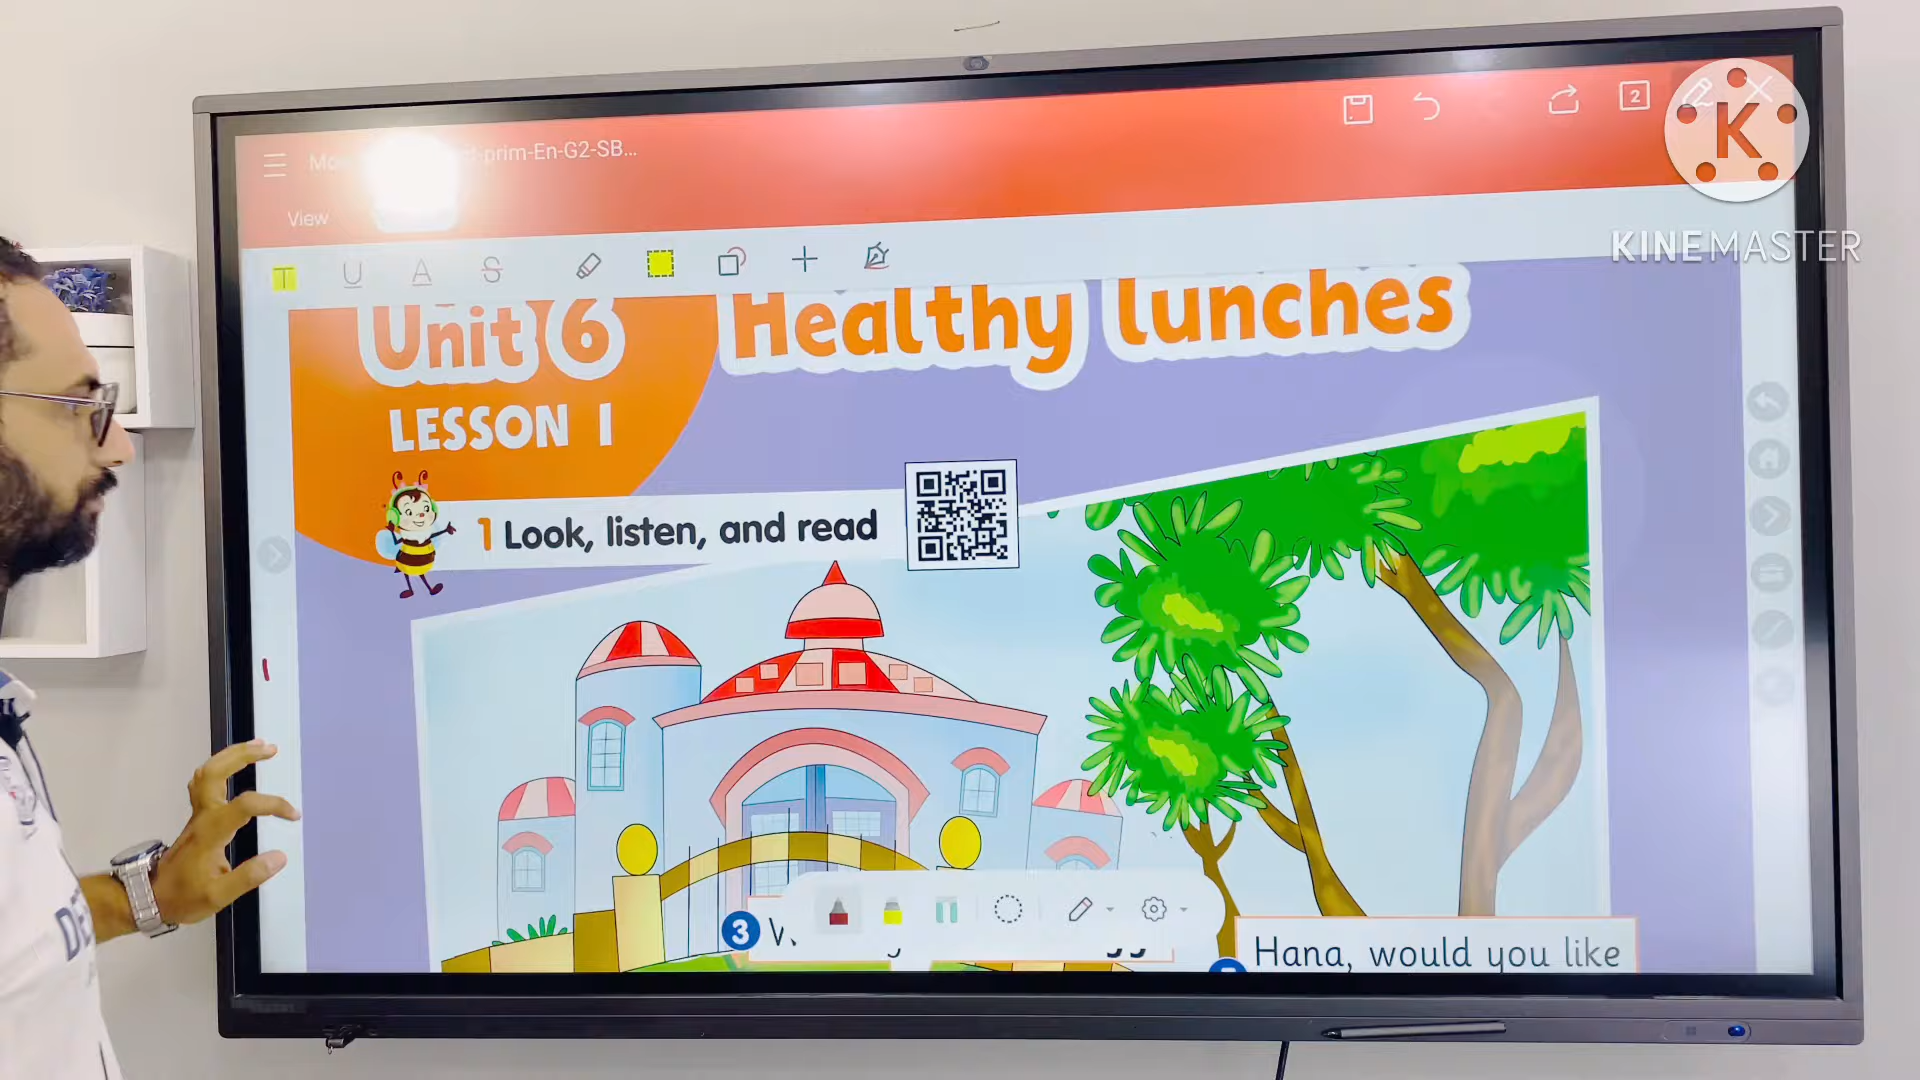 -prim-En-G2-SB...
2
K
View
KINEMASTER
T U A S
Unit 6 Healthy lunches
LESSON 1
1 Look, listen, and read
3
Hana, would you like